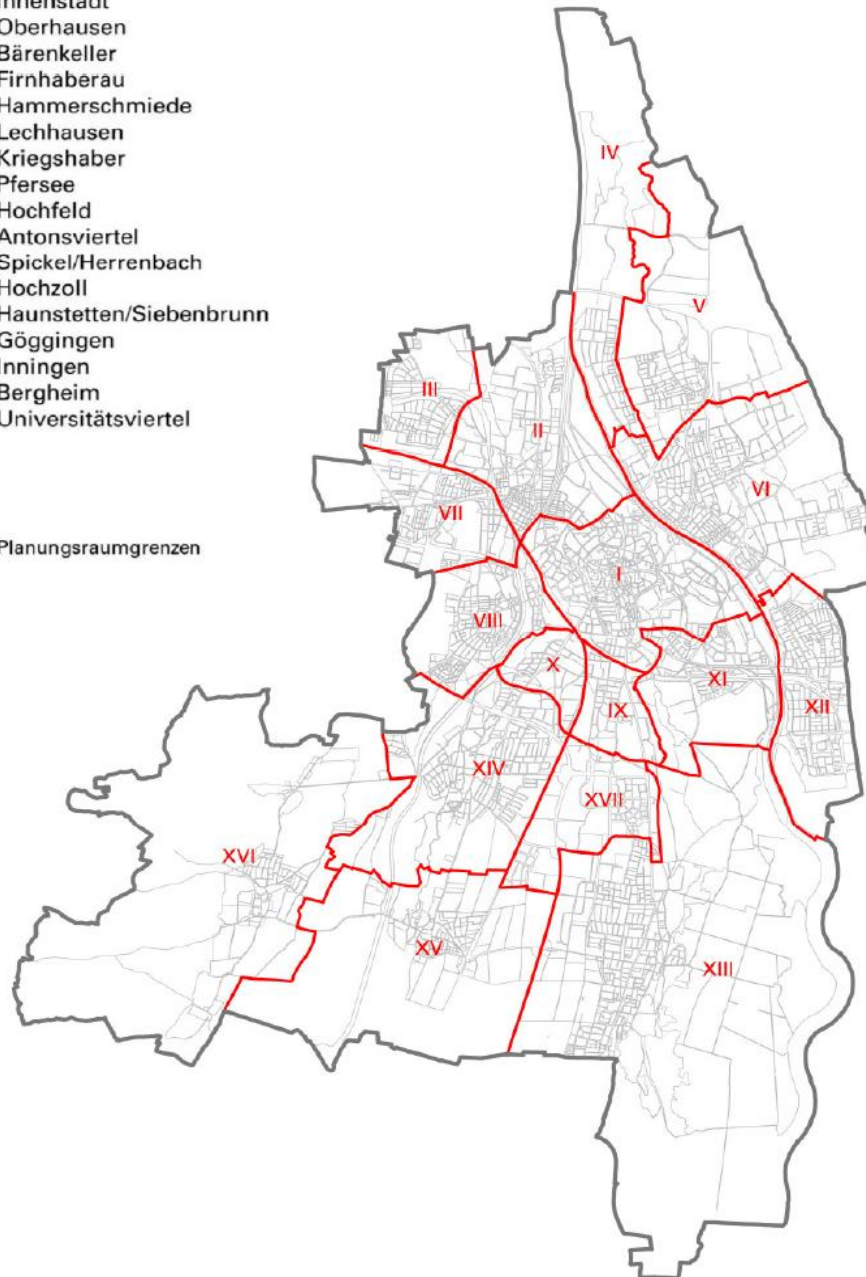 Innenstadt
Oberhausen
Bärenkeller
Firnhaberau
Hammerschmiede
Lechhausen
Kriegshaber
Pfersee
Hochfeld
Antonsviertel
Spickel/Herrenbach
Hochzoll
Haunstetten/Siebenbrunn
Göggingen
Inningen
Bergheim
Universitätsviertel
Planungsraumgrenzen
IV
V
III
II
VI
VII
I
VIII
X
XI
IX
XII
XIV
XVII
XVI
XV
XIII